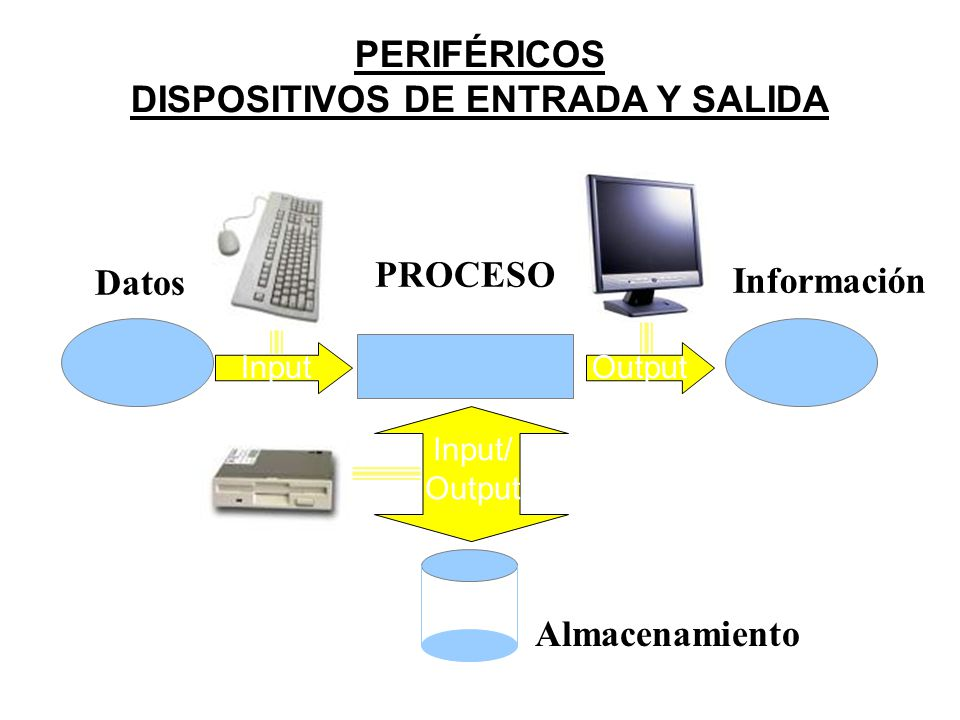 PERIFÉRICOS
DISPOSITIVOS DE ENTRADA Y SALIDA
Datos
PROCESO
Información
Input
Output
Input/
Output
Almacenamiento